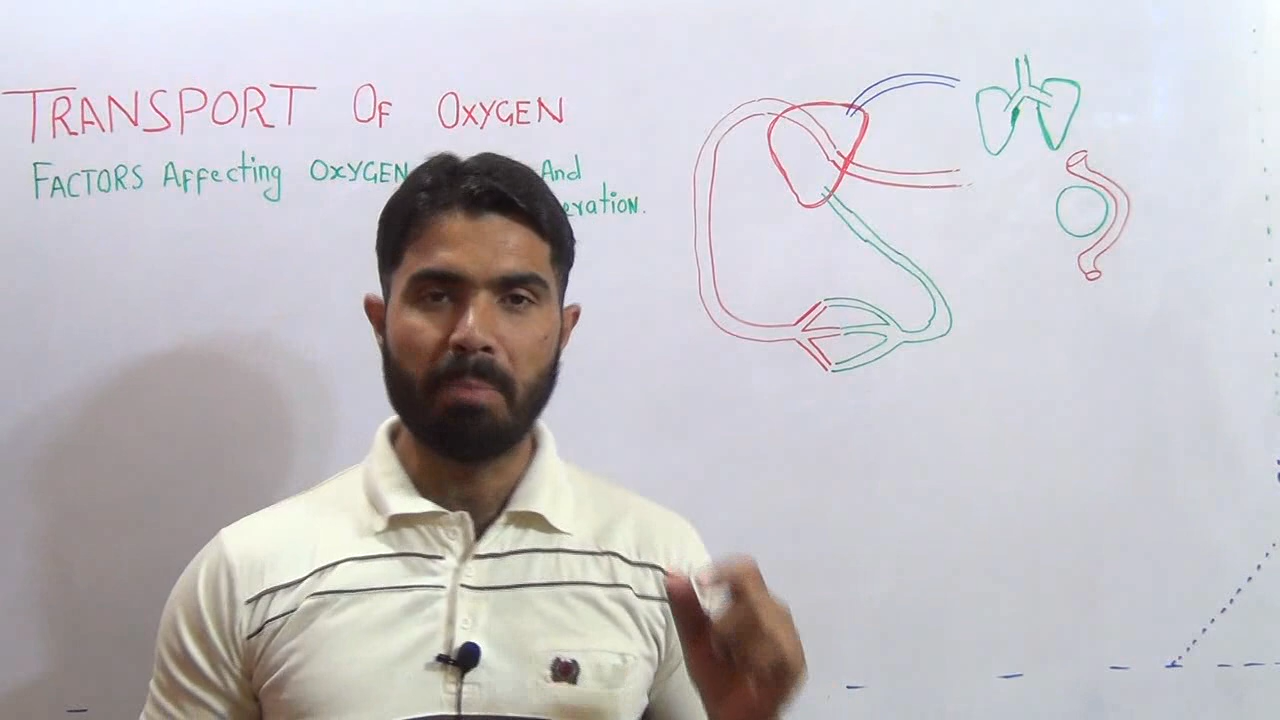 TRANSPORT OF OXYGEN
FACTORS Affecting OXYGEN And